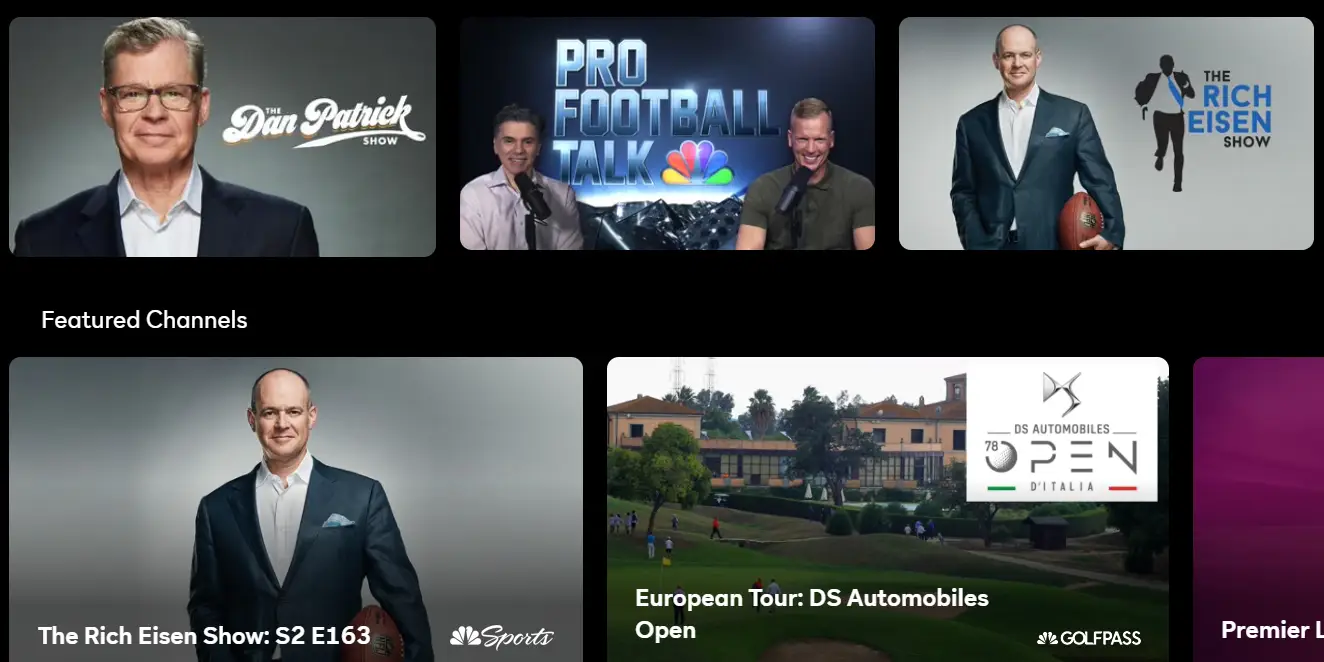 THE
Dan Patrick
SHOW
PRO
FOOTBALL
TALK
THE
RICH
EISEN
SHOW
Featured Channels
The Rich Eisen Show: S2 E163
Sports
DS AUTOMOBILES
78
OPEN
D'ITALIA
European Tour: DS Automobiles
Open
GOLFPASS
Premier L